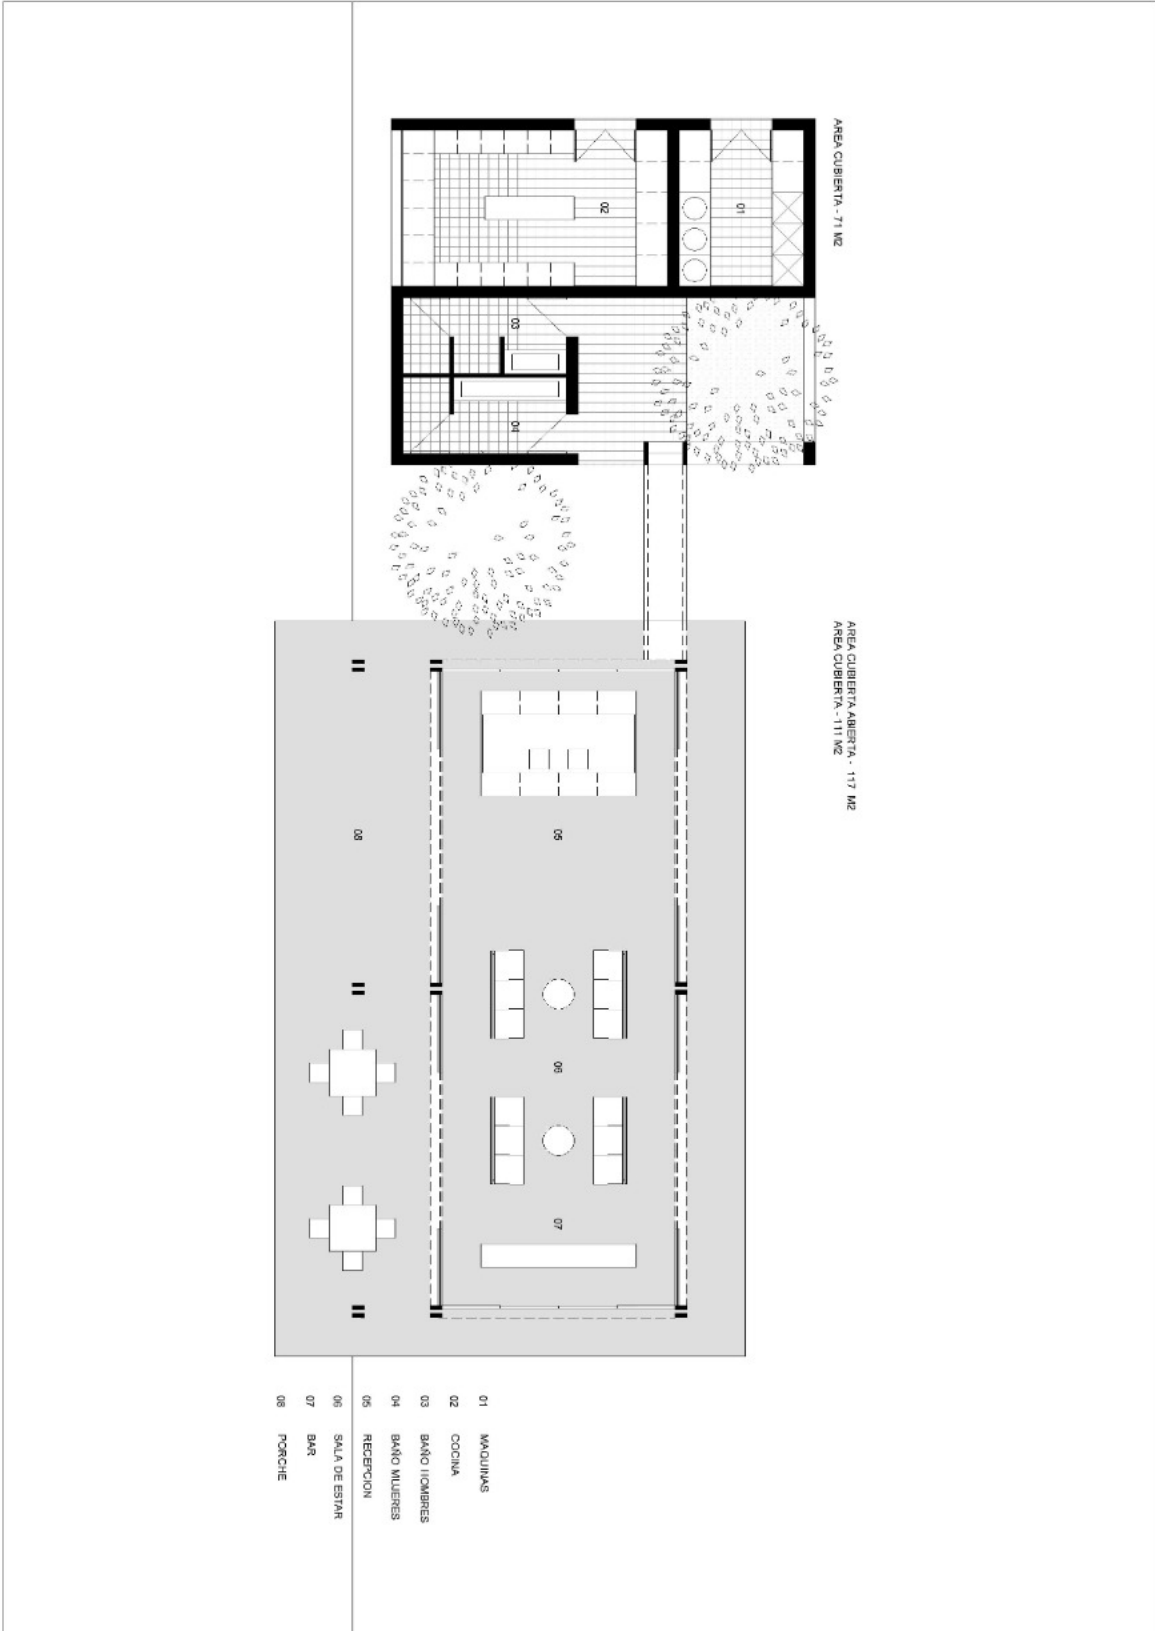 AREA CUBIERTA - 71 M2
AREA CUBIERTA ABIERTA - 117 M2
AREA CUBIERTA - 111 M2
01
02
03
04
05
06
07
08
01 MAQUINAS
02 COCINA
03 BAÑO HOMBRES
04 BAÑO MUJERES
05 RECEPCION
06 SALA DE ESTAR
07 BAR
08 PORCHE